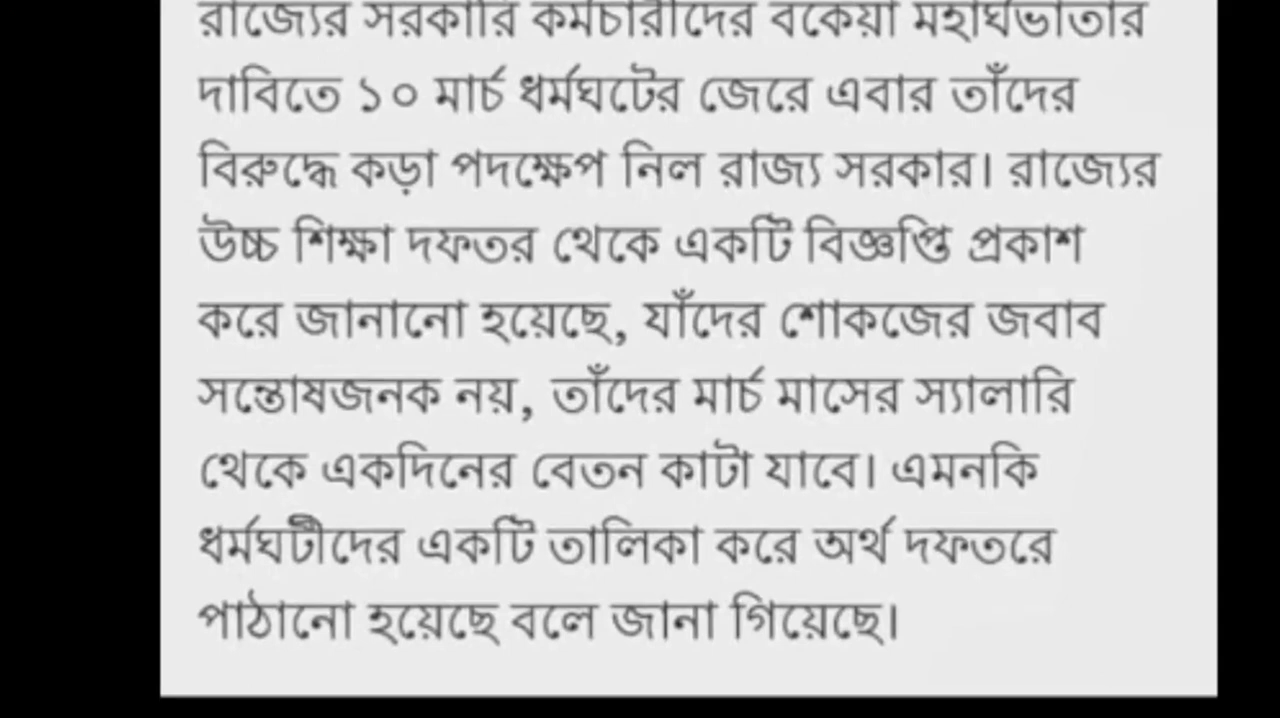 রাজ্যের সরকারি কর্মচারীদের বকেয়া মহার্ঘভাতার
দাবিতে ১০ মার্চ ধর্মঘটের জেরে এবার তাঁদের
বিরুদ্ধে কড়া পদক্ষেপ নিল রাজ্য সরকার। রাজ্যের
উচ্চ শিক্ষা দফতর থেকে একটি বিজ্ঞপ্তি প্রকাশ
করে জানানো হয়েছে, যাঁদের শোকজের জবাব
সন্তোষজনক নয়, তাঁদের মার্চ মাসের স্যালারি
থেকে একদিনের বেতন কাটা যাবে। এমনকি
ধর্মঘটীদের একটি তালিকা করে অর্থ দফতরে
পাঠানো হয়েছে বলে জানা গিয়েছে।